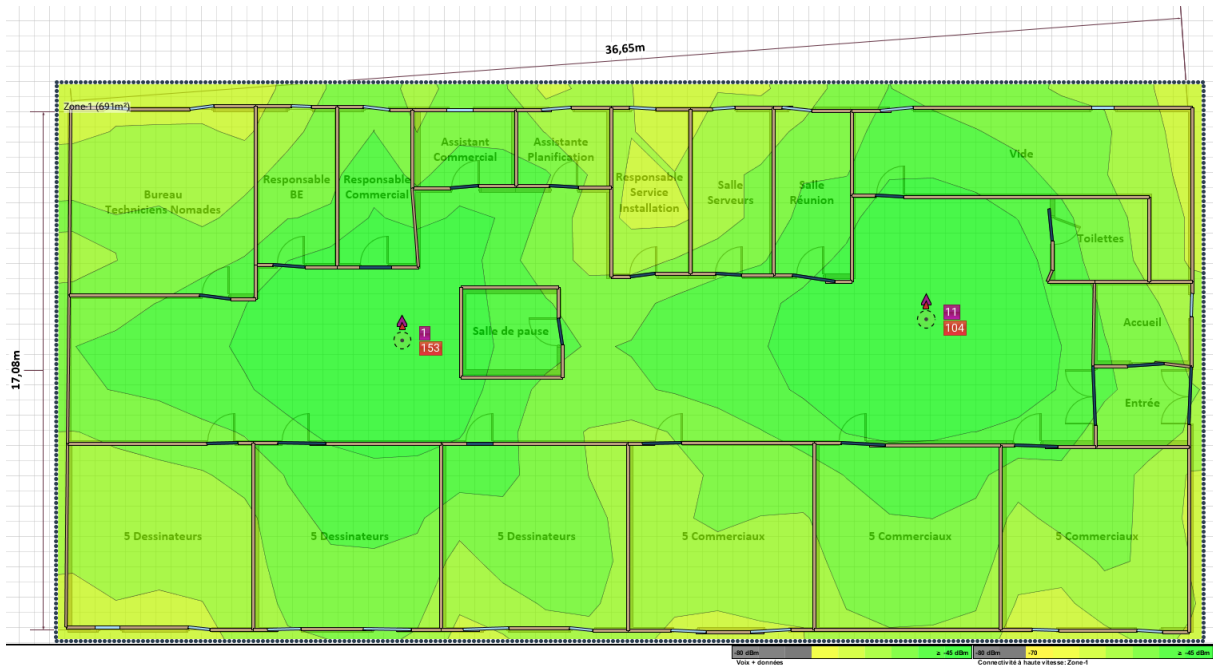 36,65m
Zone-1 (691m²)
17,08m
Bureau
Techniciens Nomades
Responsable
BE
Responsable
Commercial
Assistant
Commercial
Assistante
Planification
Responsable
Service
Installation
Salle
Serveurs
Salle
Réunion
Vide
Toilettes
Accueil
Entrée
Salle de pause
1
153
11
104
5 Dessinateurs
5 Dessinateurs
5 Dessinateurs
5 Commerciaux
5 Commerciaux
5 Commerciaux
-80 dBm
≥ -45 dBm
Voix + données
-80 dBm
-70
≥ -45 dBm
Connectivité à haute vitesse: Zone-1